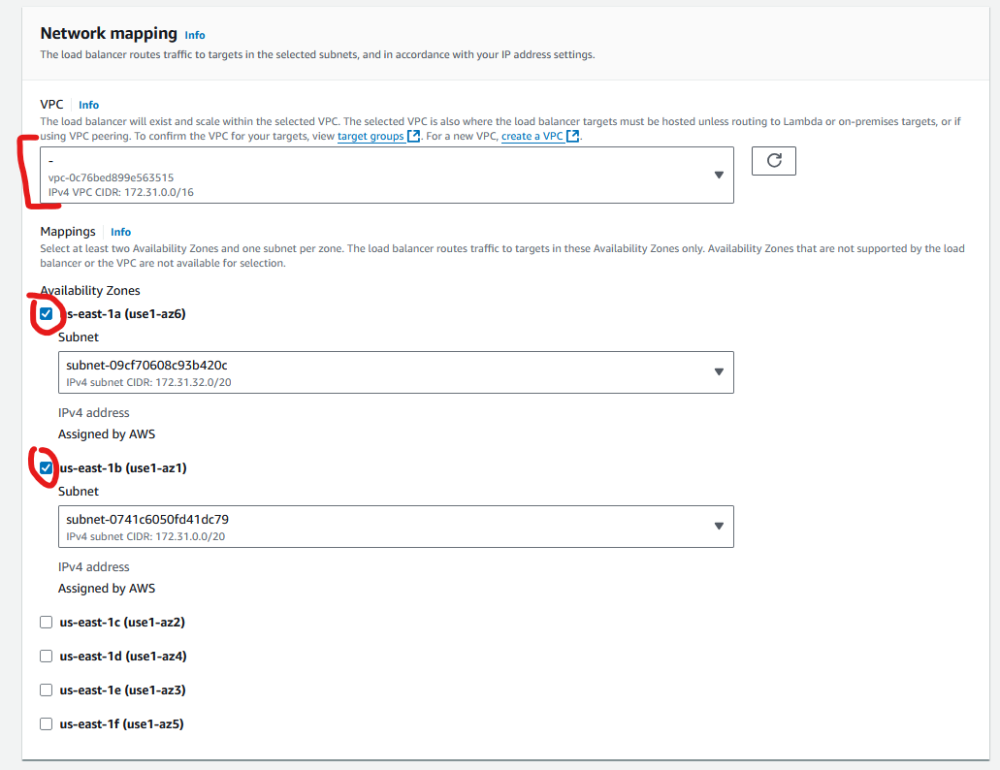 Network mapping Info
The load balancer routes traffic to targets in the selected subnets, and in accordance with your IP address settings.
VPC Info
The load balancer will exist and scale within the selected VPC. The selected VPC is also where the load balancer targets must be hosted unless routing to Lambda or on-premises targets, or if
using VPC peering. To confirm the VPC for your targets, view target groups. For a new VPC, create a VPC.
-
vpc-0c76bed899e563515
IPv4 VPC CIDR: 172.31.0.0/16
Mappings Info
Select at least two Availability Zones and one subnet per zone. The load balancer routes traffic to targets in these Availability Zones only. Availability Zones that are not supported by the load
balancer or the VPC are not available for selection.
Availability Zones
us-east-1a (use1-az6)
Subnet
subnet-09cf70608c93b420c
IPv4 subnet CIDR: 172.31.32.0/20
IPv4 address
Assigned by AWS
us-east-1b (use1-az1)
Subnet
subnet-0741c6050fd41dc79
IPv4 subnet CIDR: 172.31.0.0/20
IPv4 address
Assigned by AWS
us-east-1c (use1-az2)
us-east-1d (use1-az4)
us-east-1e (use1-az3)
us-east-1f (use1-az5)